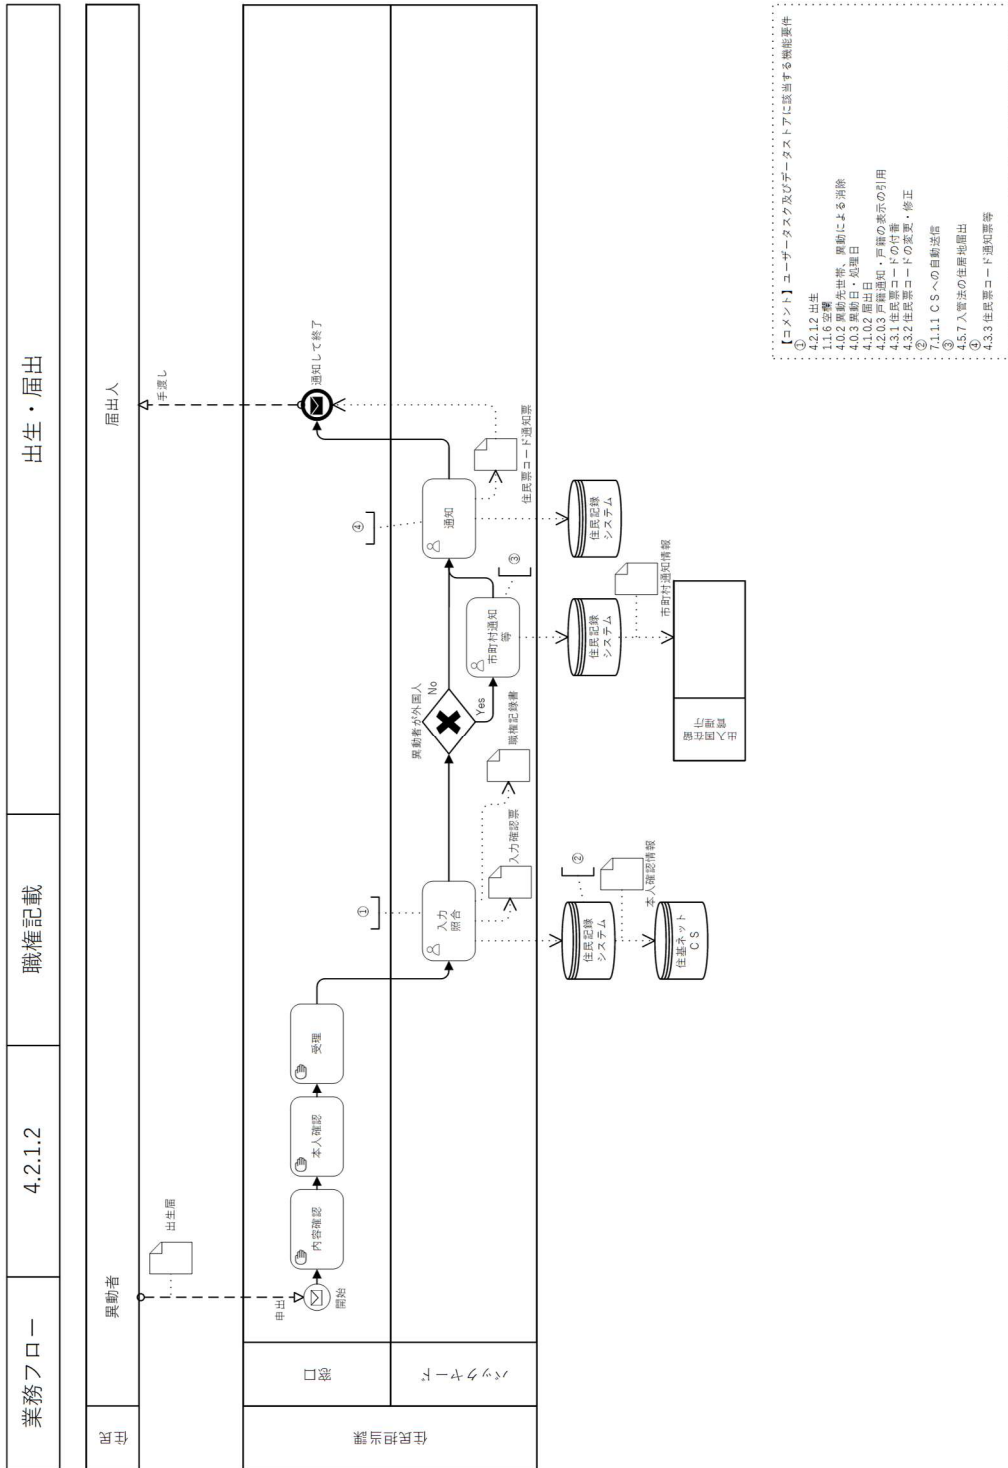 業務フロー
4.2.1.2
職権記載
出生・届出
住民
異動者
届出人
出生届
申出
手渡し
住民担当課
窓口
開始
内容確認
本人確認
受理
通知して終了
バックヤード
①
入力
照合
入力確認票
職権記録書
異動者が外国人
No
Yes
市町村通知
等
③
④
通知
住民票コード通知票
住民記録
システム
②
本人確認情報
住基ネット
CS
住民記録
システム
市町村通知情報
出入国在留
管理庁
住民記録
システム
【コメント】ユーザータスク及びデータストアに該当する機能要件
①
4.2.1.2 出生
1.1.6 空欄
4.0.2 異動先世帯、異動による消除
4.0.3 異動日・処理日
4.1.0.2 届出日
4.2.0.3 戸籍通知・戸籍の表示の引用
4.3.1 住民票コードの付番
4.3.2 住民票コードの変更・修正
②
7.1.1.1 CSへの自動送信
③
4.5.7 入管法の住居地届出
④
4.3.3 住民票コード通知票等